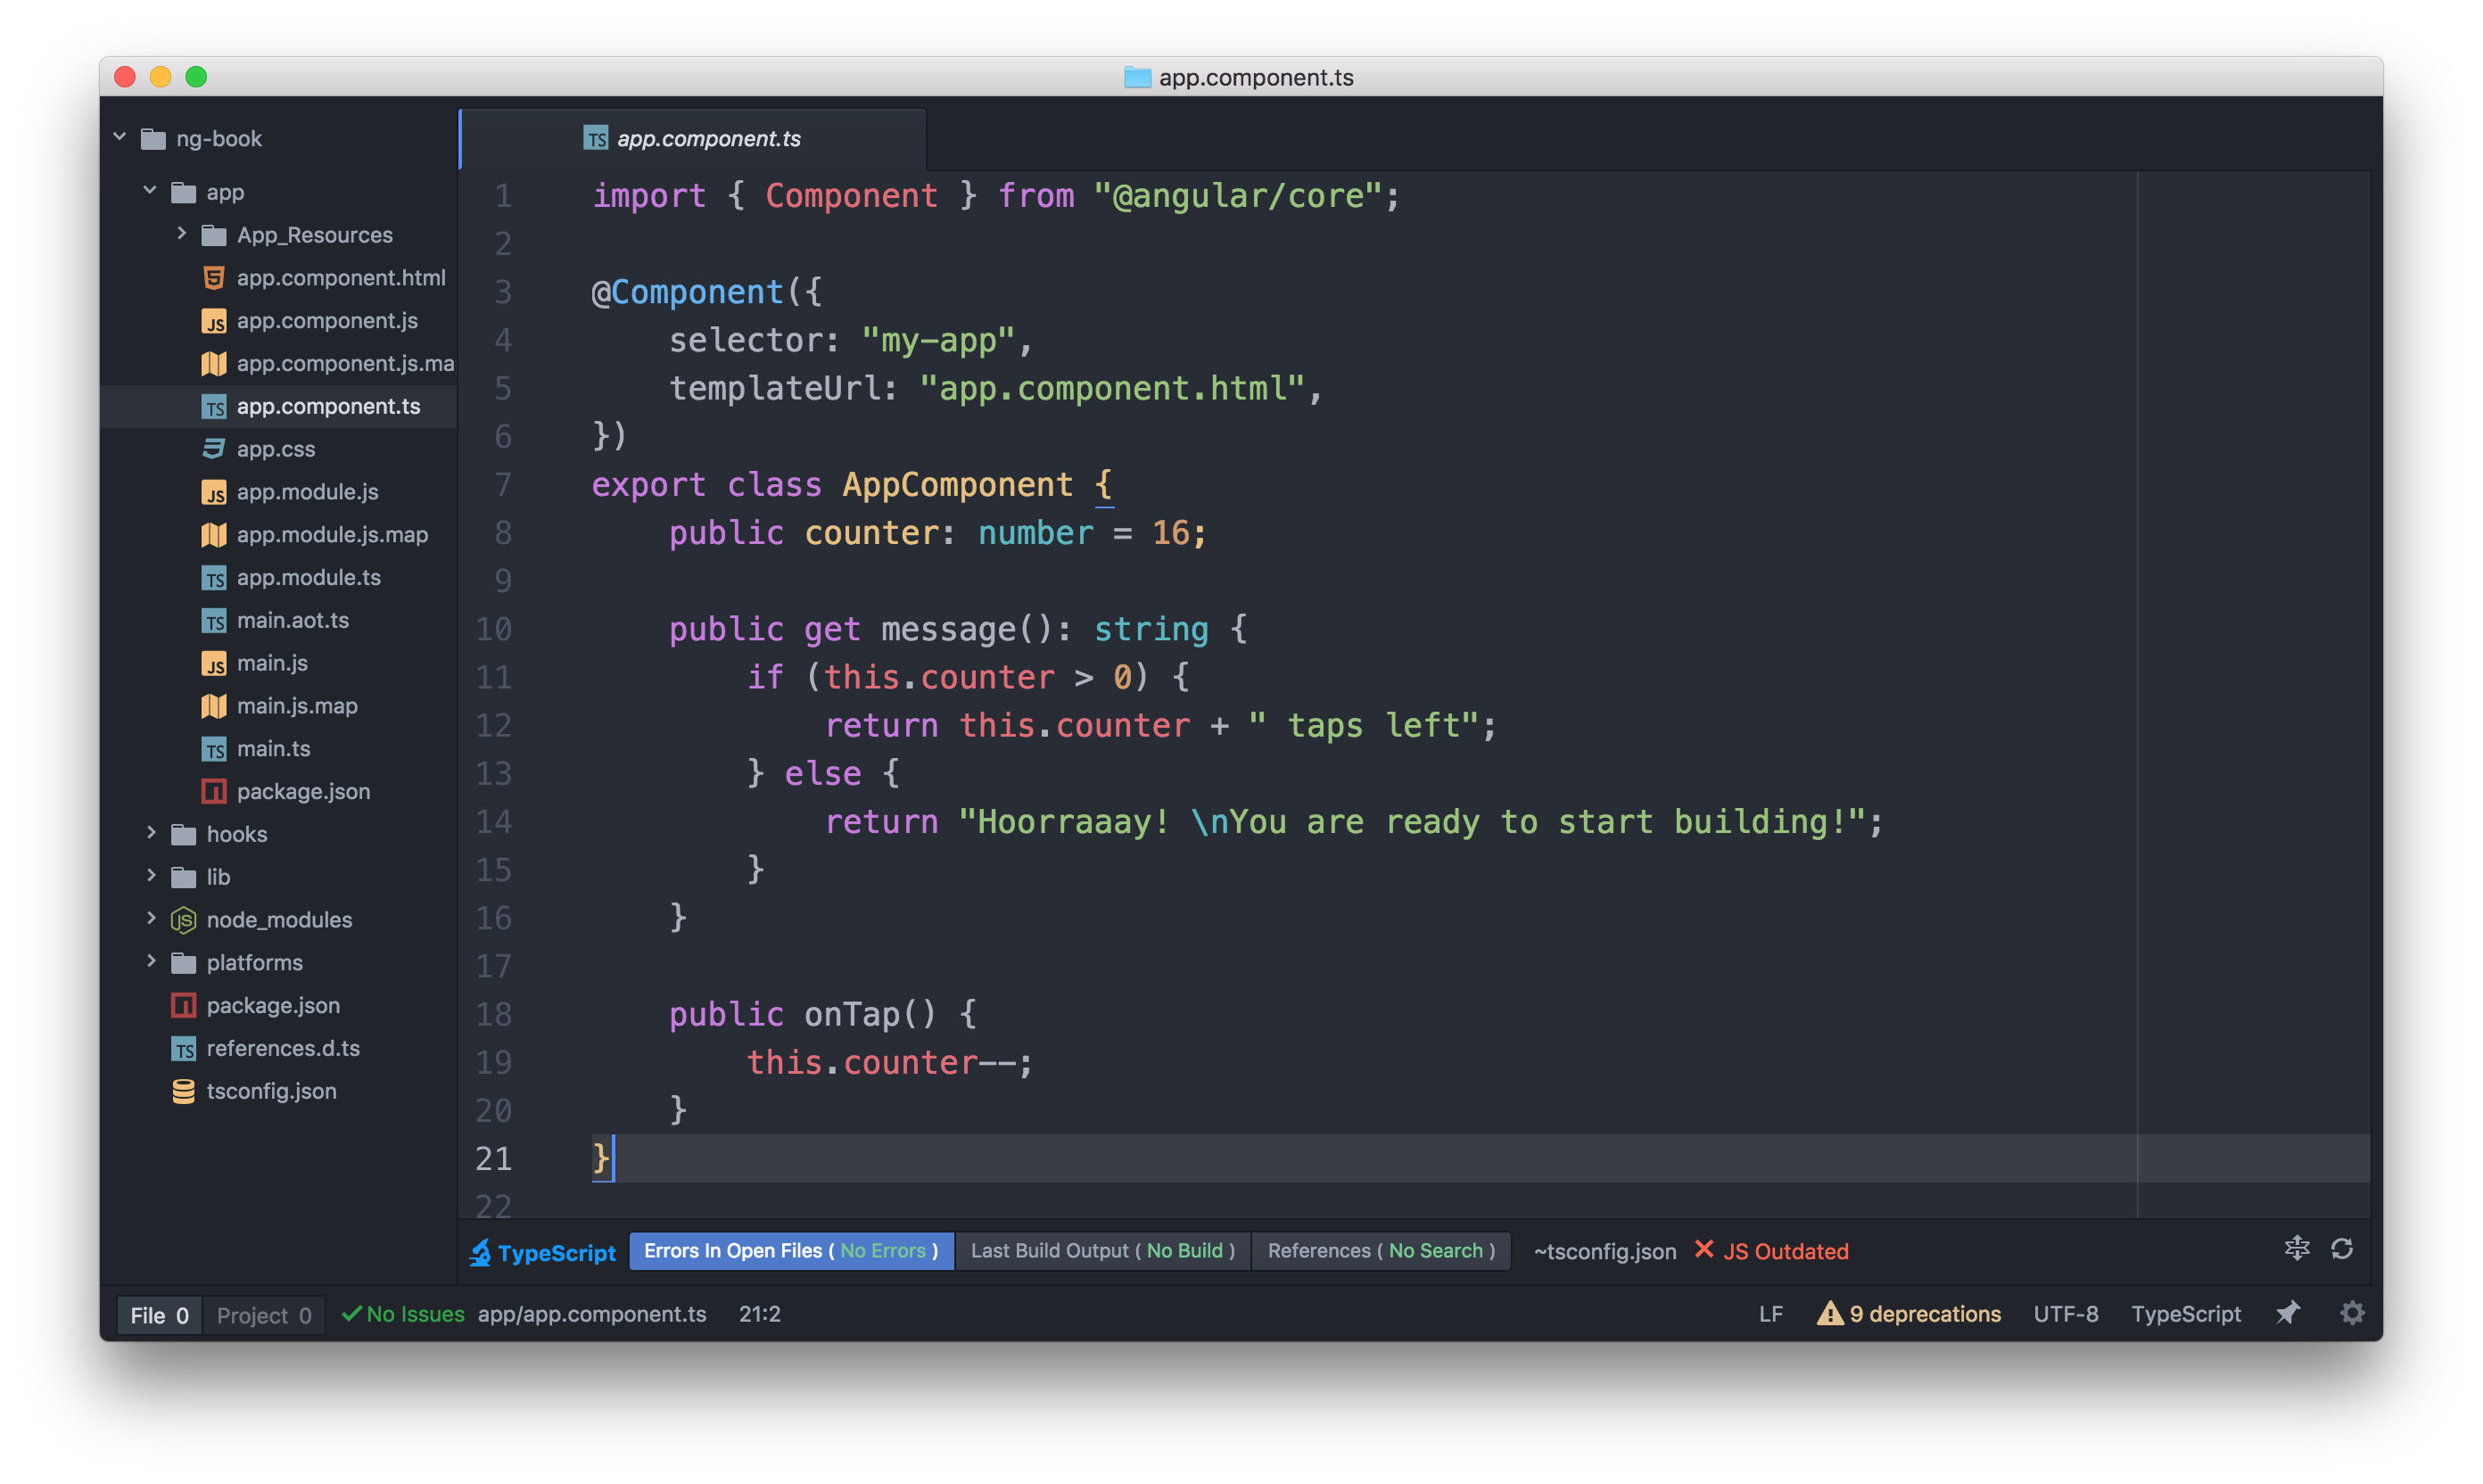 app.component.ts
ng-book
app
App_Resources
app.component.html
app.component.js
app.component.js.ma
app.component.ts
app.css
app.module.js
app.module.js.map
app.module.ts
main.aot.ts
main.js
main.js.map
main.ts
package.json
hooks
lib
node_modules
platforms
package.json
references.d.ts
tsconfig.json
TS app.component.ts
1 import { Component } from "@angular/core";
2
3 @Component({
4     selector: "my-app",
5     templateUrl: "app.component.html",
6 })
7 export class AppComponent {
8     public counter: number = 16;
9
10     public get message(): string {
11         if (this.counter > 0) {
12             return this.counter + " taps left";
13         } else {
14             return "Hoorraaay! \nYou are ready to start building!";
15         }
16     }
17
18     public onTap() {
19         this.counter--;
20     }
21 }
22
TypeScript Errors In Open Files ( No Errors ) Last Build Output ( No Build ) References ( No Search ) ~tsconfig.json JS Outdated
File 0 Project 0 No Issues app/app.component.ts 21:2 LF 9 deprecations UTF-8 TypeScript